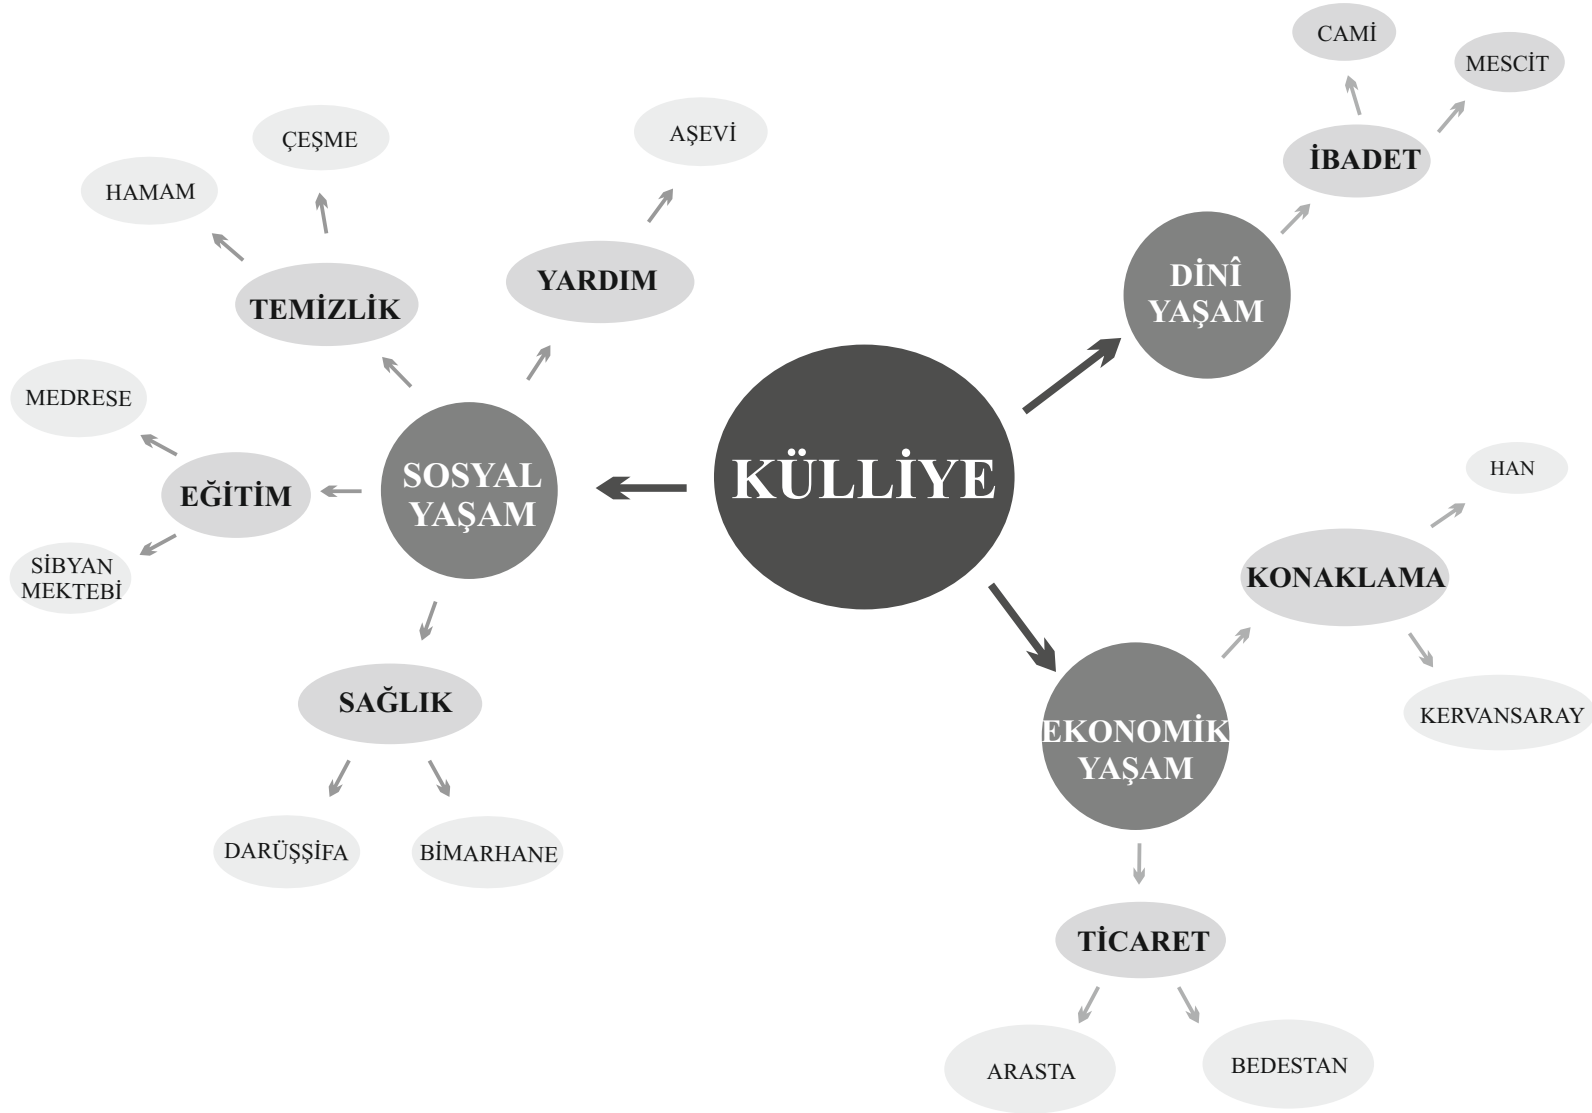 CAMİ
MESCİT
İBADET
DİNÎ
YAŞAM
ÇEŞME
HAMAM
TEMİZLİK
AŞEVİ
YARDIM
MEDRESE
EĞİTİM
SİBYAN
MEKTEBİ
SOSYAL
YAŞAM
KÜLLİYE
SAĞLIK
DARÜŞŞİFA
BİMARHANE
HAN
KONAKLAMA
KERVANSARAY
EKONOMİK
YAŞAM
TİCARET
ARASTA
BEDESTAN